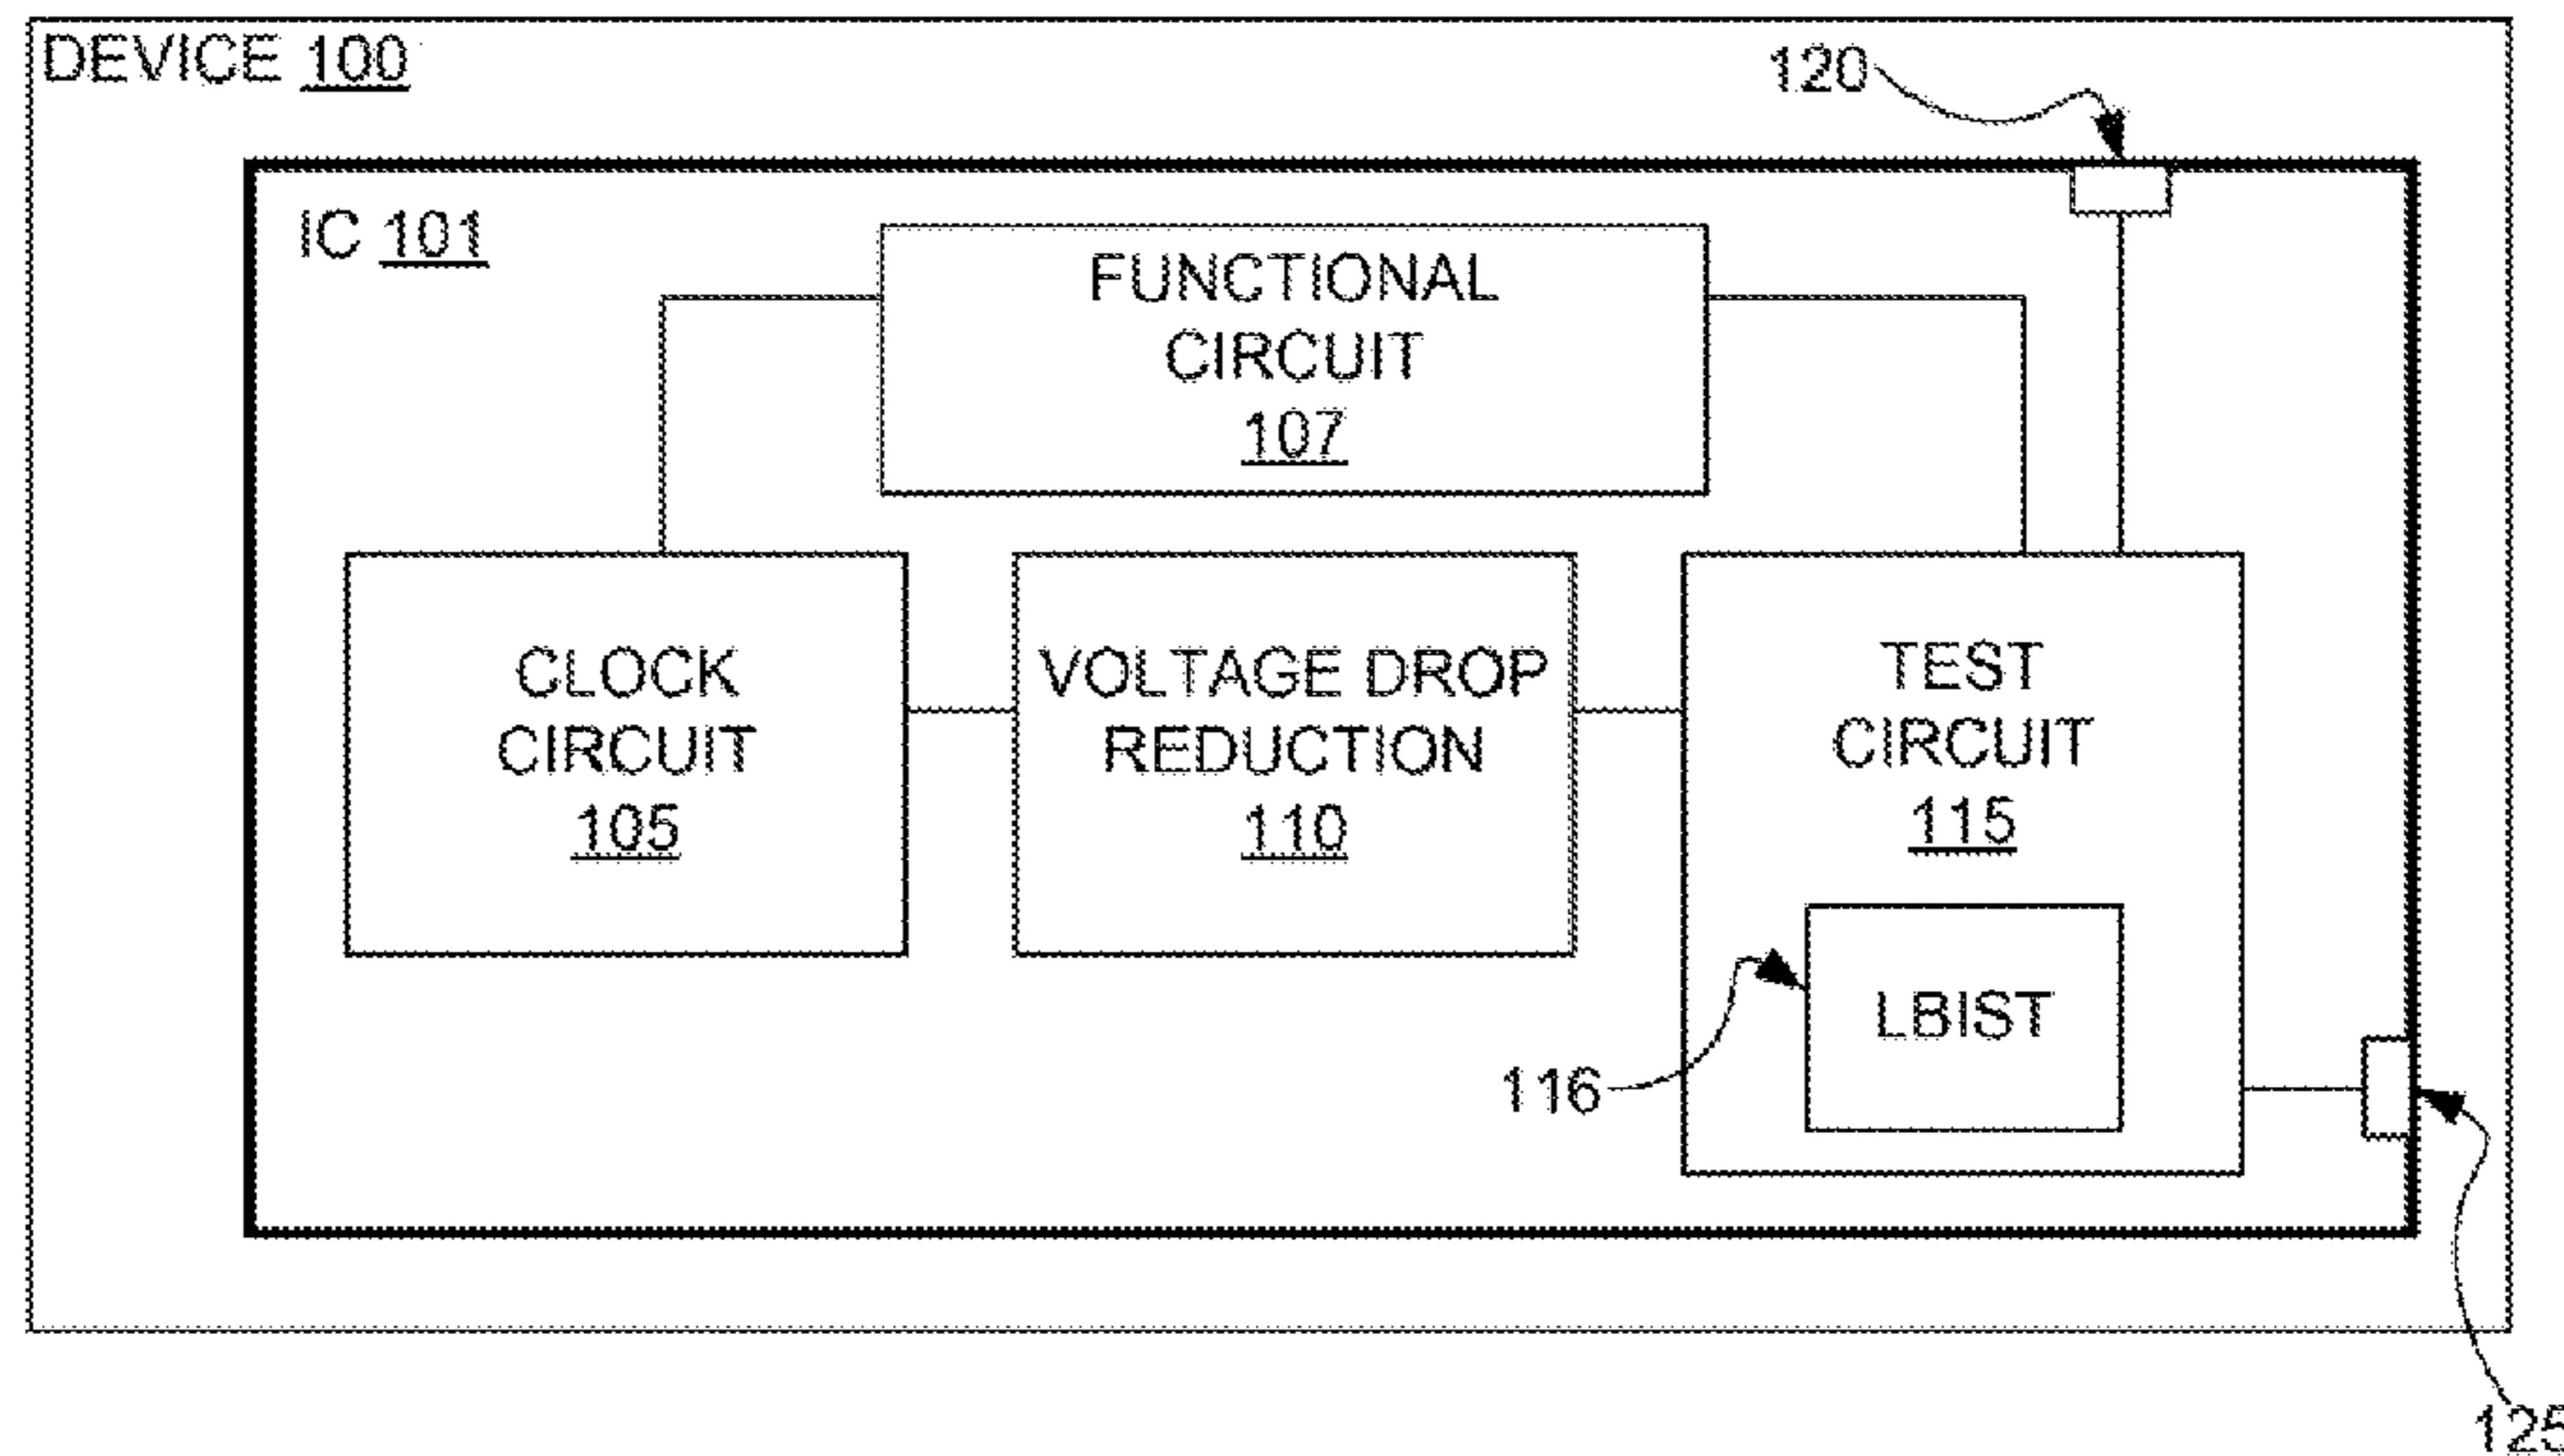 DEVICE 100
120
IC 101
FUNCTIONAL
CIRCUIT
107
CLOCK
CIRCUIT
105
VOLTAGE DROP
REDUCTION
110
TEST
CIRCUIT
115
LBIST
116
125